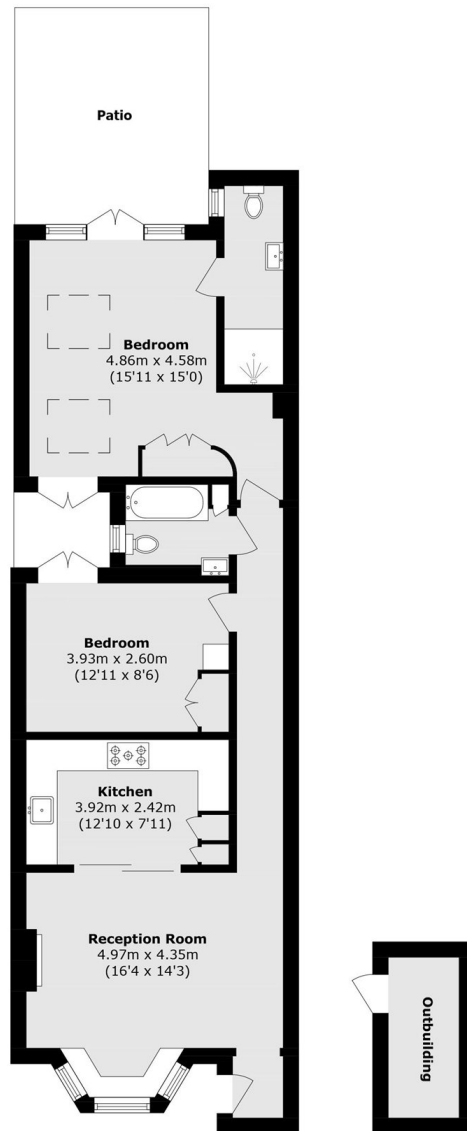 Patio
Bedroom
4.86m x 4.58m
(15'11 x 15'0)
Bedroom
3.93m x 2.60m
(12'11 x 8'6)
Kitchen
3.92m x 2.42m
(12'10 x 7'11)
Reception Room
4.97m x 4.35m
(16'4 x 14'3)
Outbuilding